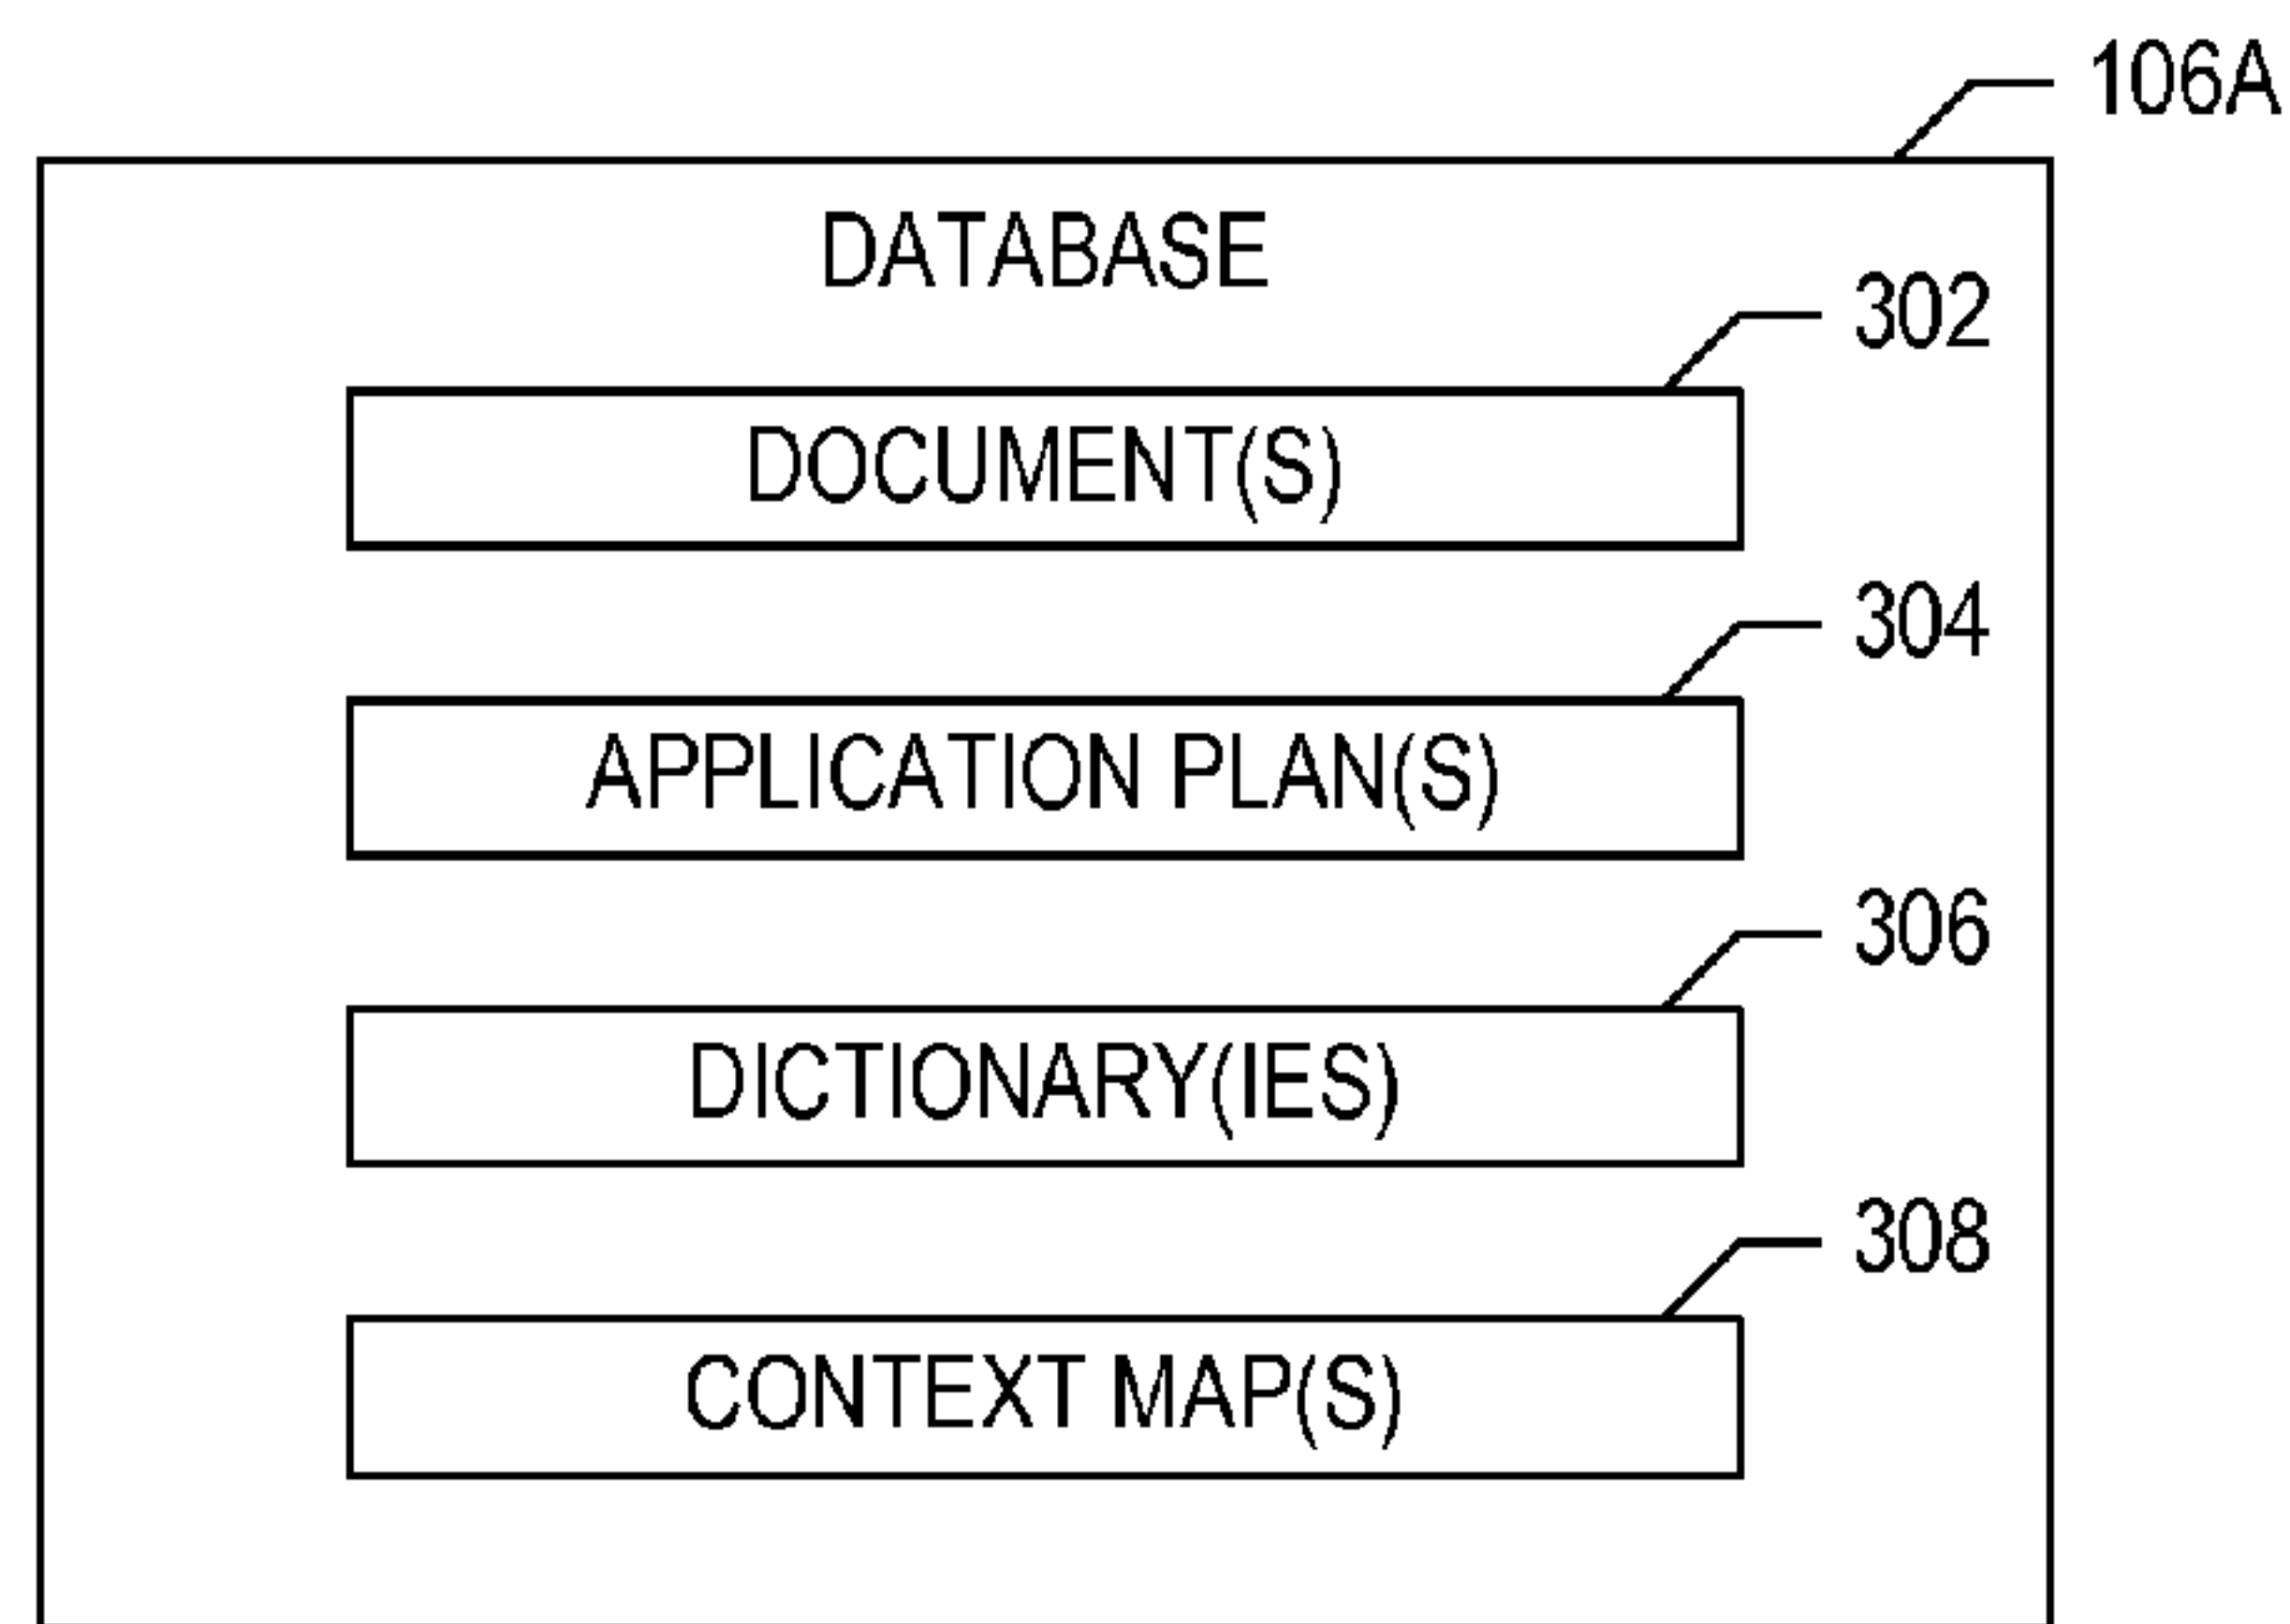 106A
DATABASE
302
DOCUMENT(S)
304
APPLICATION PLAN(S)
306
DICTIONARY(IES)
308
CONTEXT MAP(S)